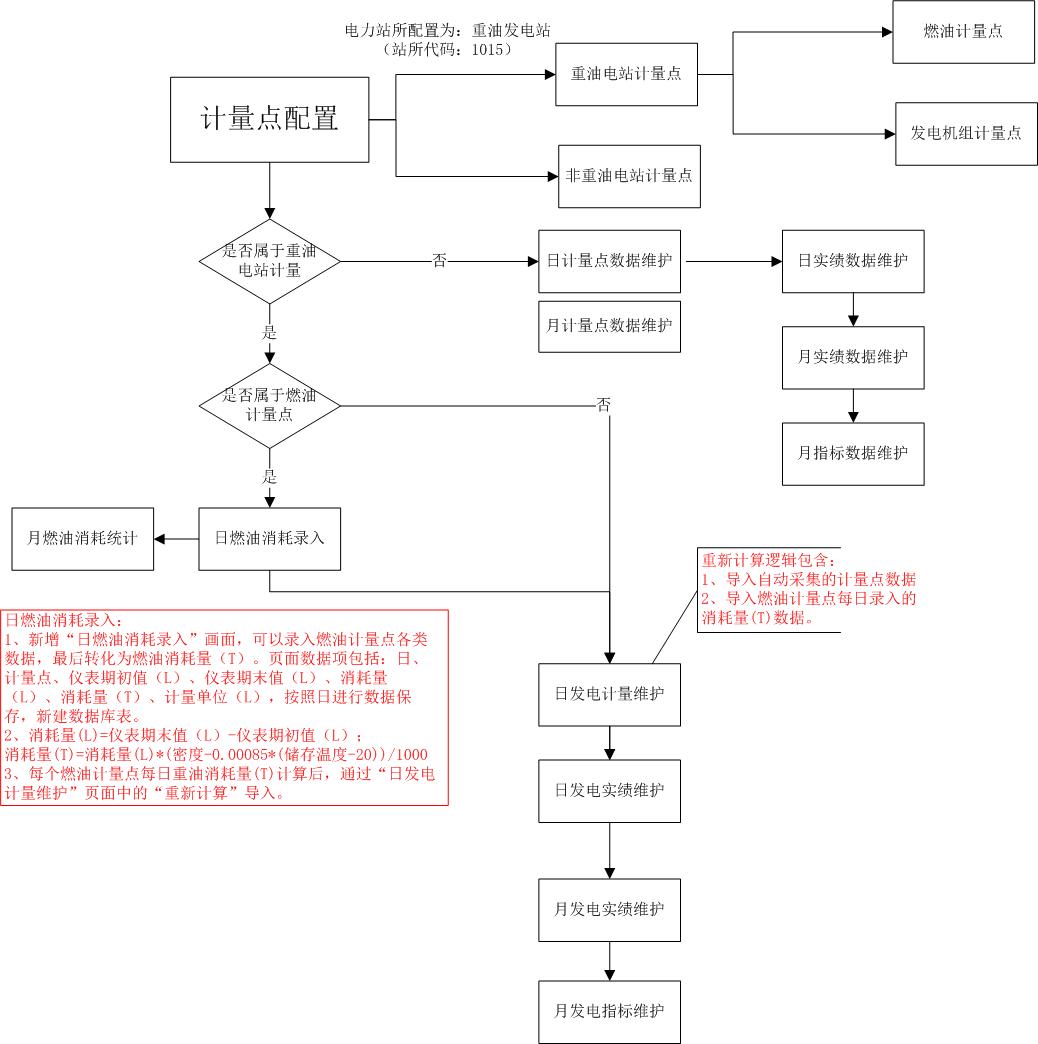 电力站所配置为：重油发电站
（站所代码：1015）
计量点配置
重油电站计量点
燃油计量点
发电机组计量点
非重油电站计量点
是否属于重油
电站计量
否
日计量点数据维护
日实绩数据维护
月计量点数据维护
是
月实绩数据维护
是否属于燃油
计量点
否
月指标数据维护
是
月燃油消耗统计
日燃油消耗录入
重新计算逻辑包含：
1、导入自动采集的计量点数据
2、导入燃油计量点每日录入的
消耗量(T)数据。
日燃油消耗录入：
1、新增“日燃油消耗录入”画面，可以录入燃油计量点各类
数据，最后转化为燃油消耗量（T）。页面数据项包括：日、
计量点、仪表期初值（L）、仪表期末值（L）、消耗量
（L）、消耗量（T）、计量单位（L），按照日进行数据保
存，新建数据库表。
2、消耗量(L)=仪表期末值（L）-仪表期初值（L）；
消耗量(T)=消耗量(L)*(密度-0.00085*(储存温度-20))/1000
3、每个燃油计量点每日重油消耗量(T)计算后，通过“日发电
计量维护”页面中的“重新计算”导入。
日发电计量维护
日发电实绩维护
月发电实绩维护
月发电指标维护